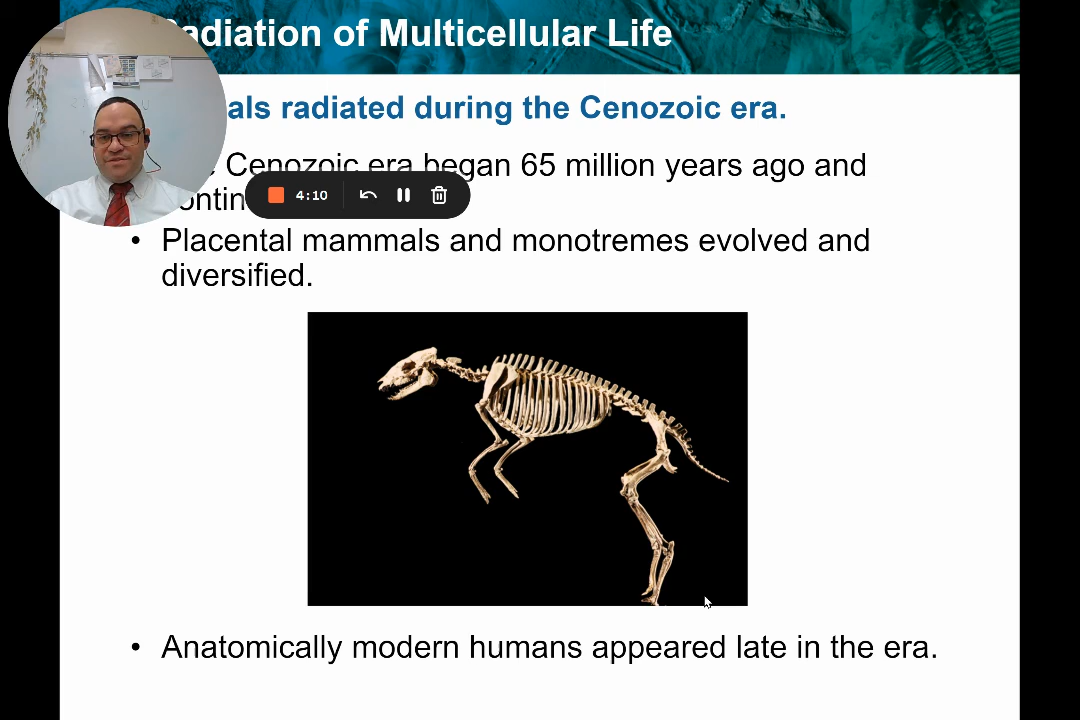 adiation of Multicellular Life
als radiated during the Cenozoic era.
Cenozoic era began 65 million years ago and
ontin
4:10
• Placental mammals and monotremes evolved and
diversified.
• Anatomically modern humans appeared late in the era.